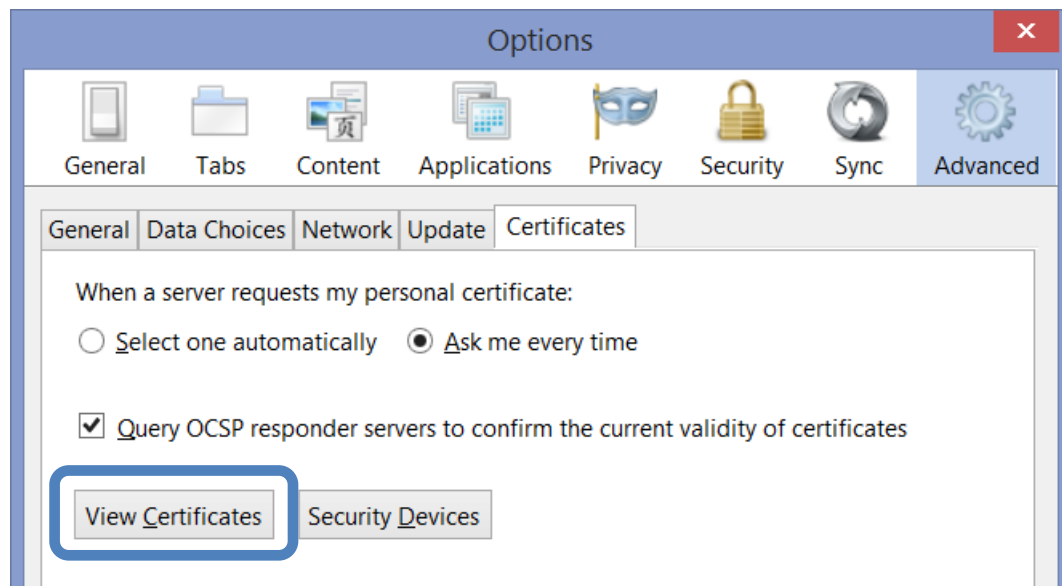 Options
General Tabs Content Applications Privacy Security Sync Advanced
页
General Data Choices Network Update Certificates
When a server requests my personal certificate:
Select one automatically Ask me every time
Query OCSP responder servers to confirm the current validity of certificates
View Certificates Security Devices